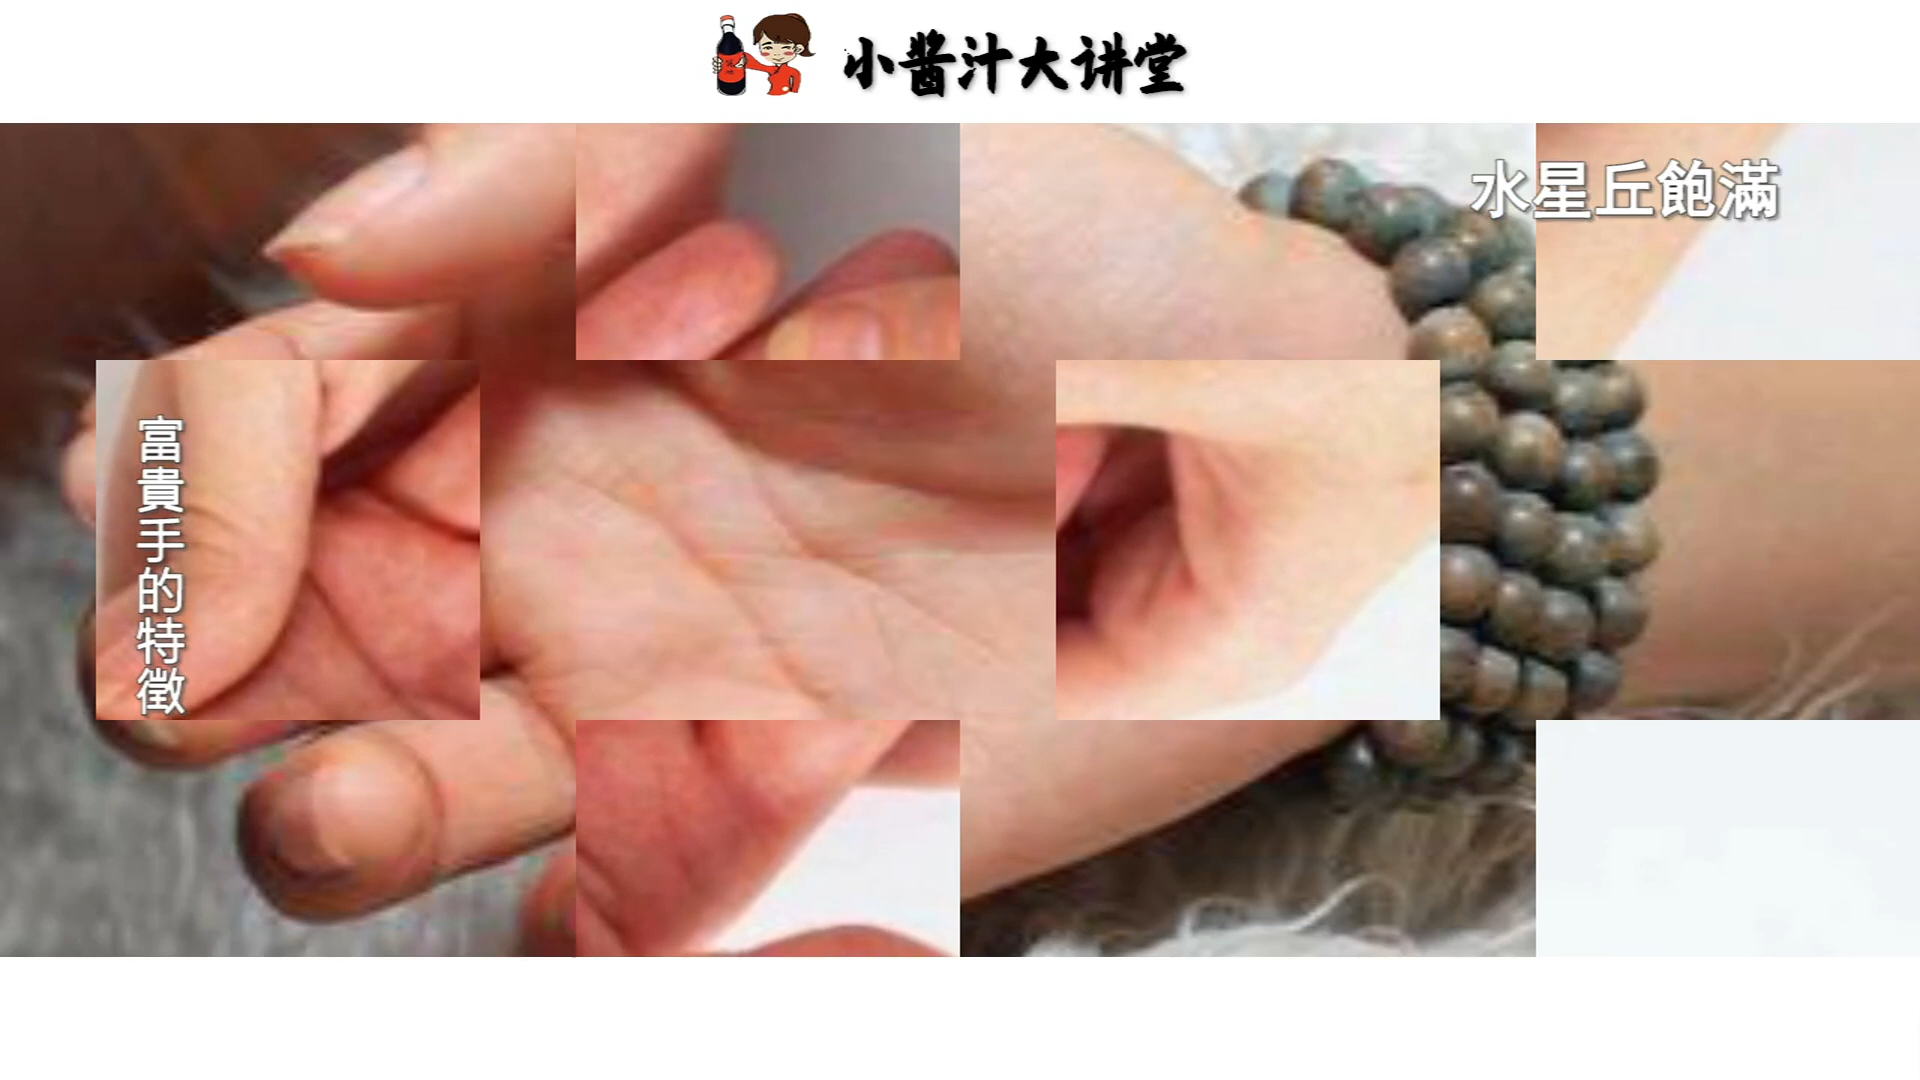 小酱汁大讲堂
水星丘飽滿
富貴手的特徵